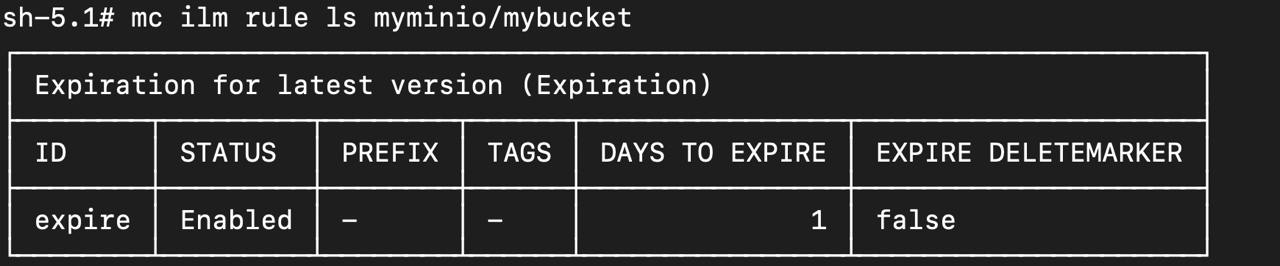 sh-5.1# mc ilm rule ls myminio/mybucket
Expiration for latest version (Expiration)
ID STATUS PREFIX TAGS DAYS TO EXPIRE EXPIRE DELETEMARKER
expire Enabled - - 1 false